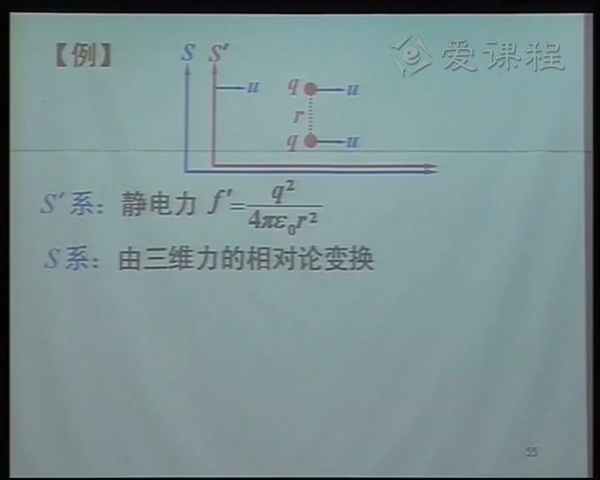 【例】
爱课程
S S′
u
q u
r
q u
S′系：静电力 f′=q²/4πε₀r²
S系：由三维力的相对论变换
55